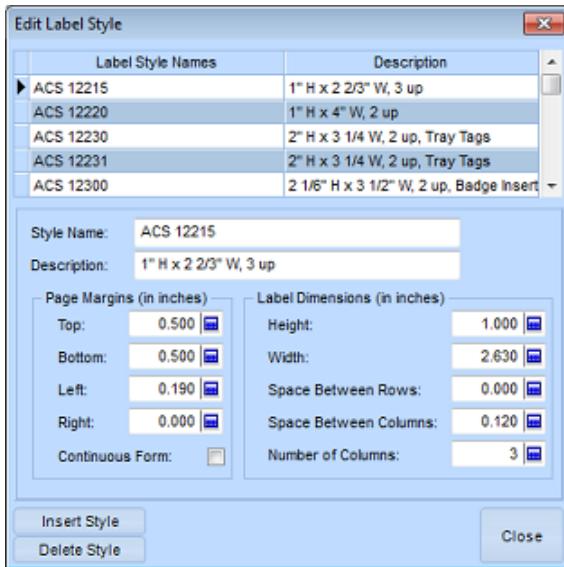 Edit Label Style
Label Style Names Description
ACS 12215 1" H x 2 2/3" W, 3 up
ACS 12220 1" H x 4" W, 2 up
ACS 12230 2" H x 3 1/4 W, 2 up, Tray Tags
ACS 12231 2" H x 3 1/4 W, 2 up, Tray Tags
ACS 12300 2 1/6" H x 3 1/2" W, 2 up, Badge Insert
Style Name: ACS 12215
Description: 1" H x 2 2/3" W, 3 up
Page Margins (in inches) Label Dimensions (in inches)
Top: 0.500 Height: 1.000
Bottom: 0.500 Width: 2.630
Left: 0.190 Space Between Rows: 0.000
Right: 0.000 Space Between Columns: 0.120
Continuous Form: Number of Columns: 3
Insert Style
Delete Style
Close